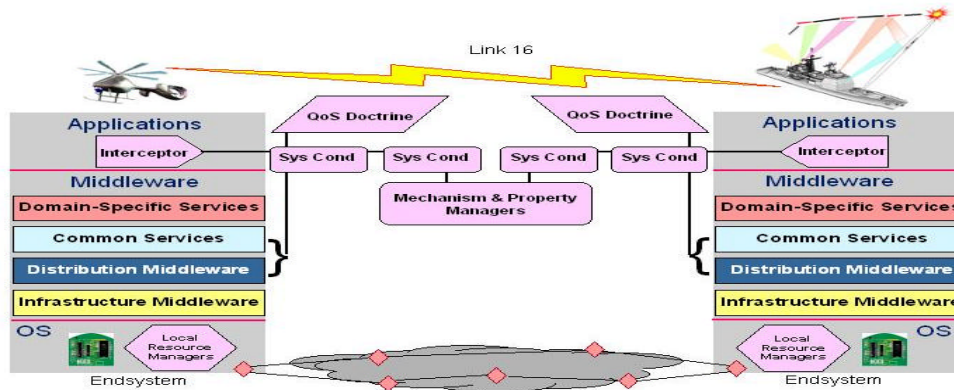 Link 16
QoS Doctrine
QoS Doctrine
Applications
Applications
Interceptor
Sys Cond
Sys Cond
Sys Cond
Sys Cond
Interceptor
Middleware
Middleware
Mechanism & Property
Managers
Domain-Specific Services
Domain-Specific Services
Common Services
Common Services
Distribution Middleware
Distribution Middleware
Infrastructure Middleware
Infrastructure Middleware
OS
OS
Local
Resource
Managers
Local
Resource
Managers
Endsystem
Endsystem